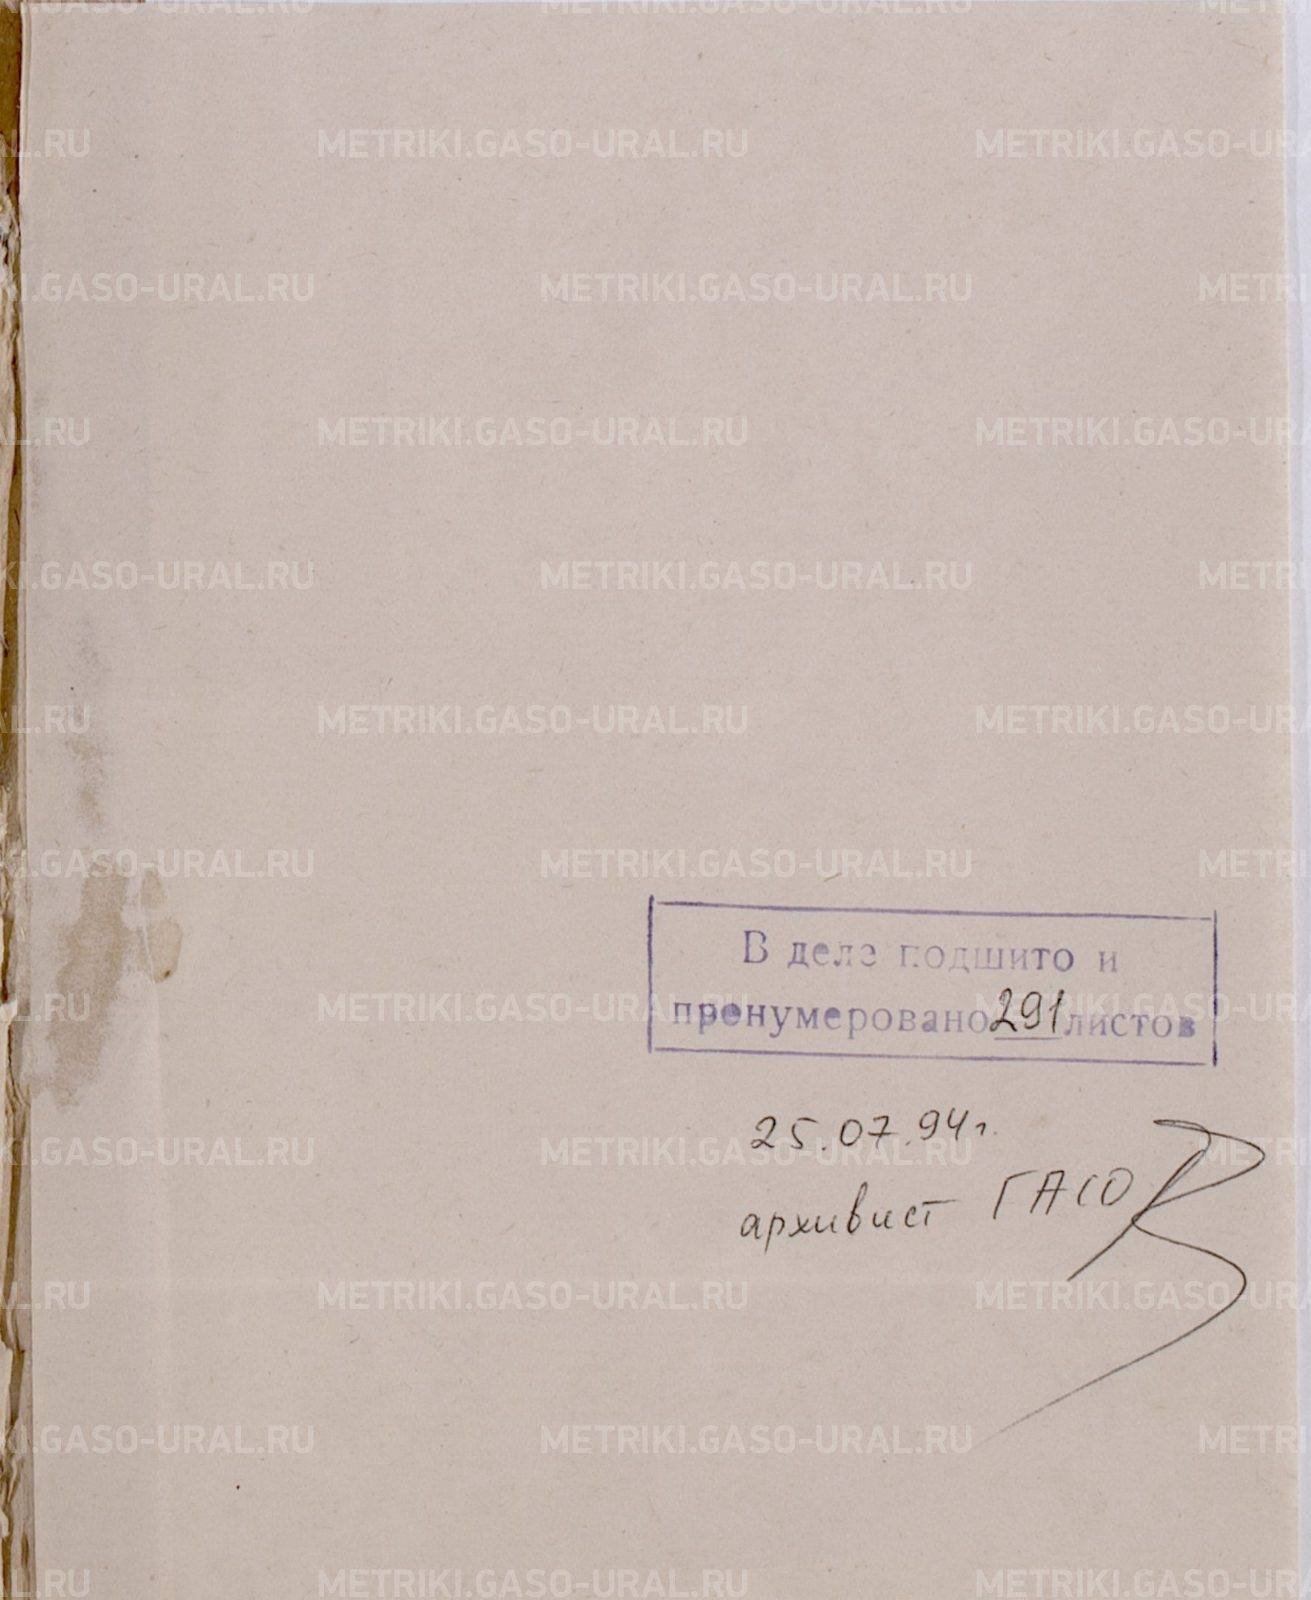 В деле подшито и
пронумеровано 291 листов
25.07.94г.
архивист ГАСО